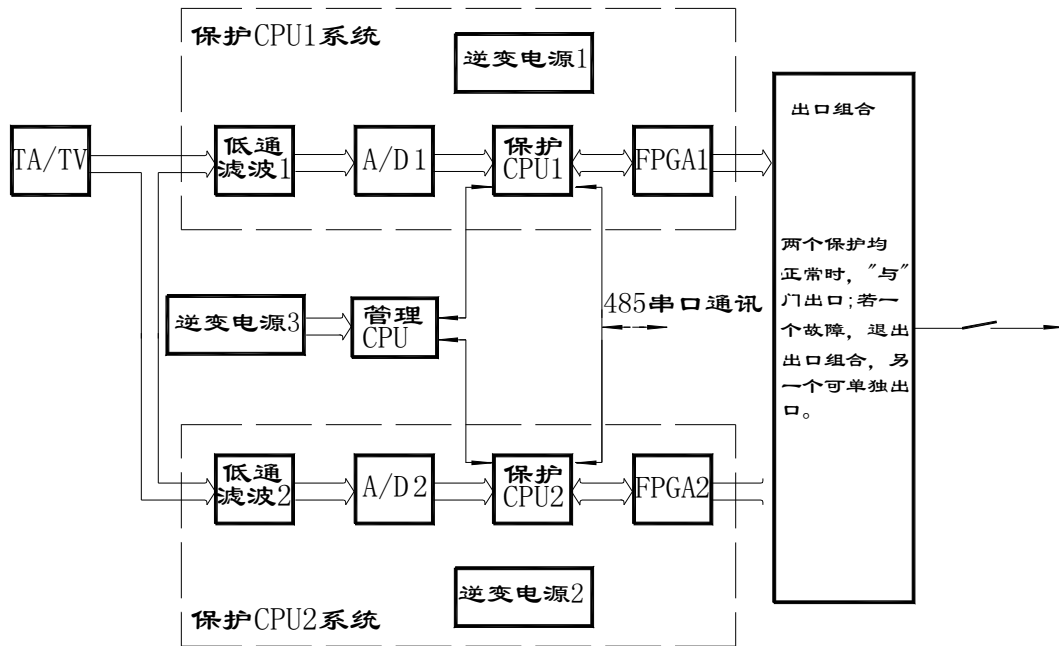 保护CPU1系统
逆变电源1
TA/TV
低通
滤波1
A/D1
保护
CPU1
FPGA1
出口组合
两个保护均
正常时，"与"
门出口;若一
个故障，退出
出口组合，另
一个可单独出
口。
逆变电源3
管理
CPU
485串口通讯
低通
滤波2
A/D2
保护
CPU2
FPGA2
逆变电源2
保护CPU2系统